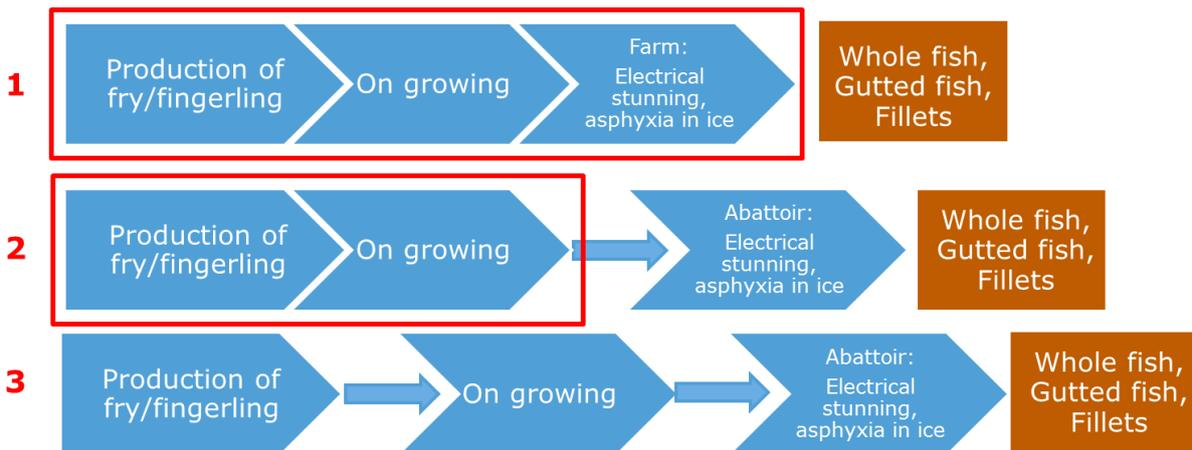 1
Production of
fry/fingerling
On growing
Farm:
Electrical
stunning,
asphyxia in ice
Whole fish,
Gutted fish,
Fillets
2
Production of
fry/fingerling
On growing
Abattoir:
Electrical
stunning,
asphyxia in ice
Whole fish,
Gutted fish,
Fillets
3
Production of
fry/fingerling
On growing
Abattoir:
Electrical
stunning,
asphyxia in ice
Whole fish,
Gutted fish,
Fillets